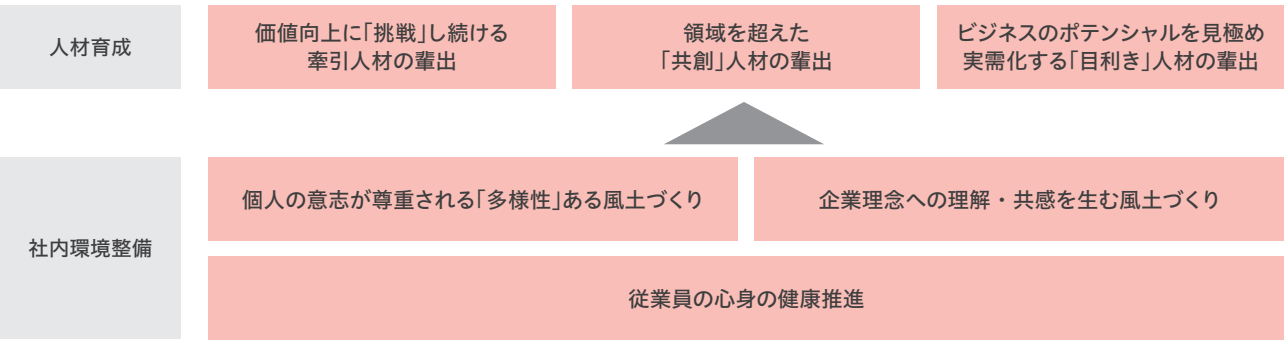 人材育成
価値向上に「挑戦」し続ける
牽引人材の輩出
領域を超えた
「共創」人材の輩出
ビジネスのポテンシャルを見極め
実需化する「目利き」人材の輩出
社内環境整備
個人の意志が尊重される「多様性」ある風土づくり
企業理念への理解・共感を生む風土づくり
従業員の心身の健康推進